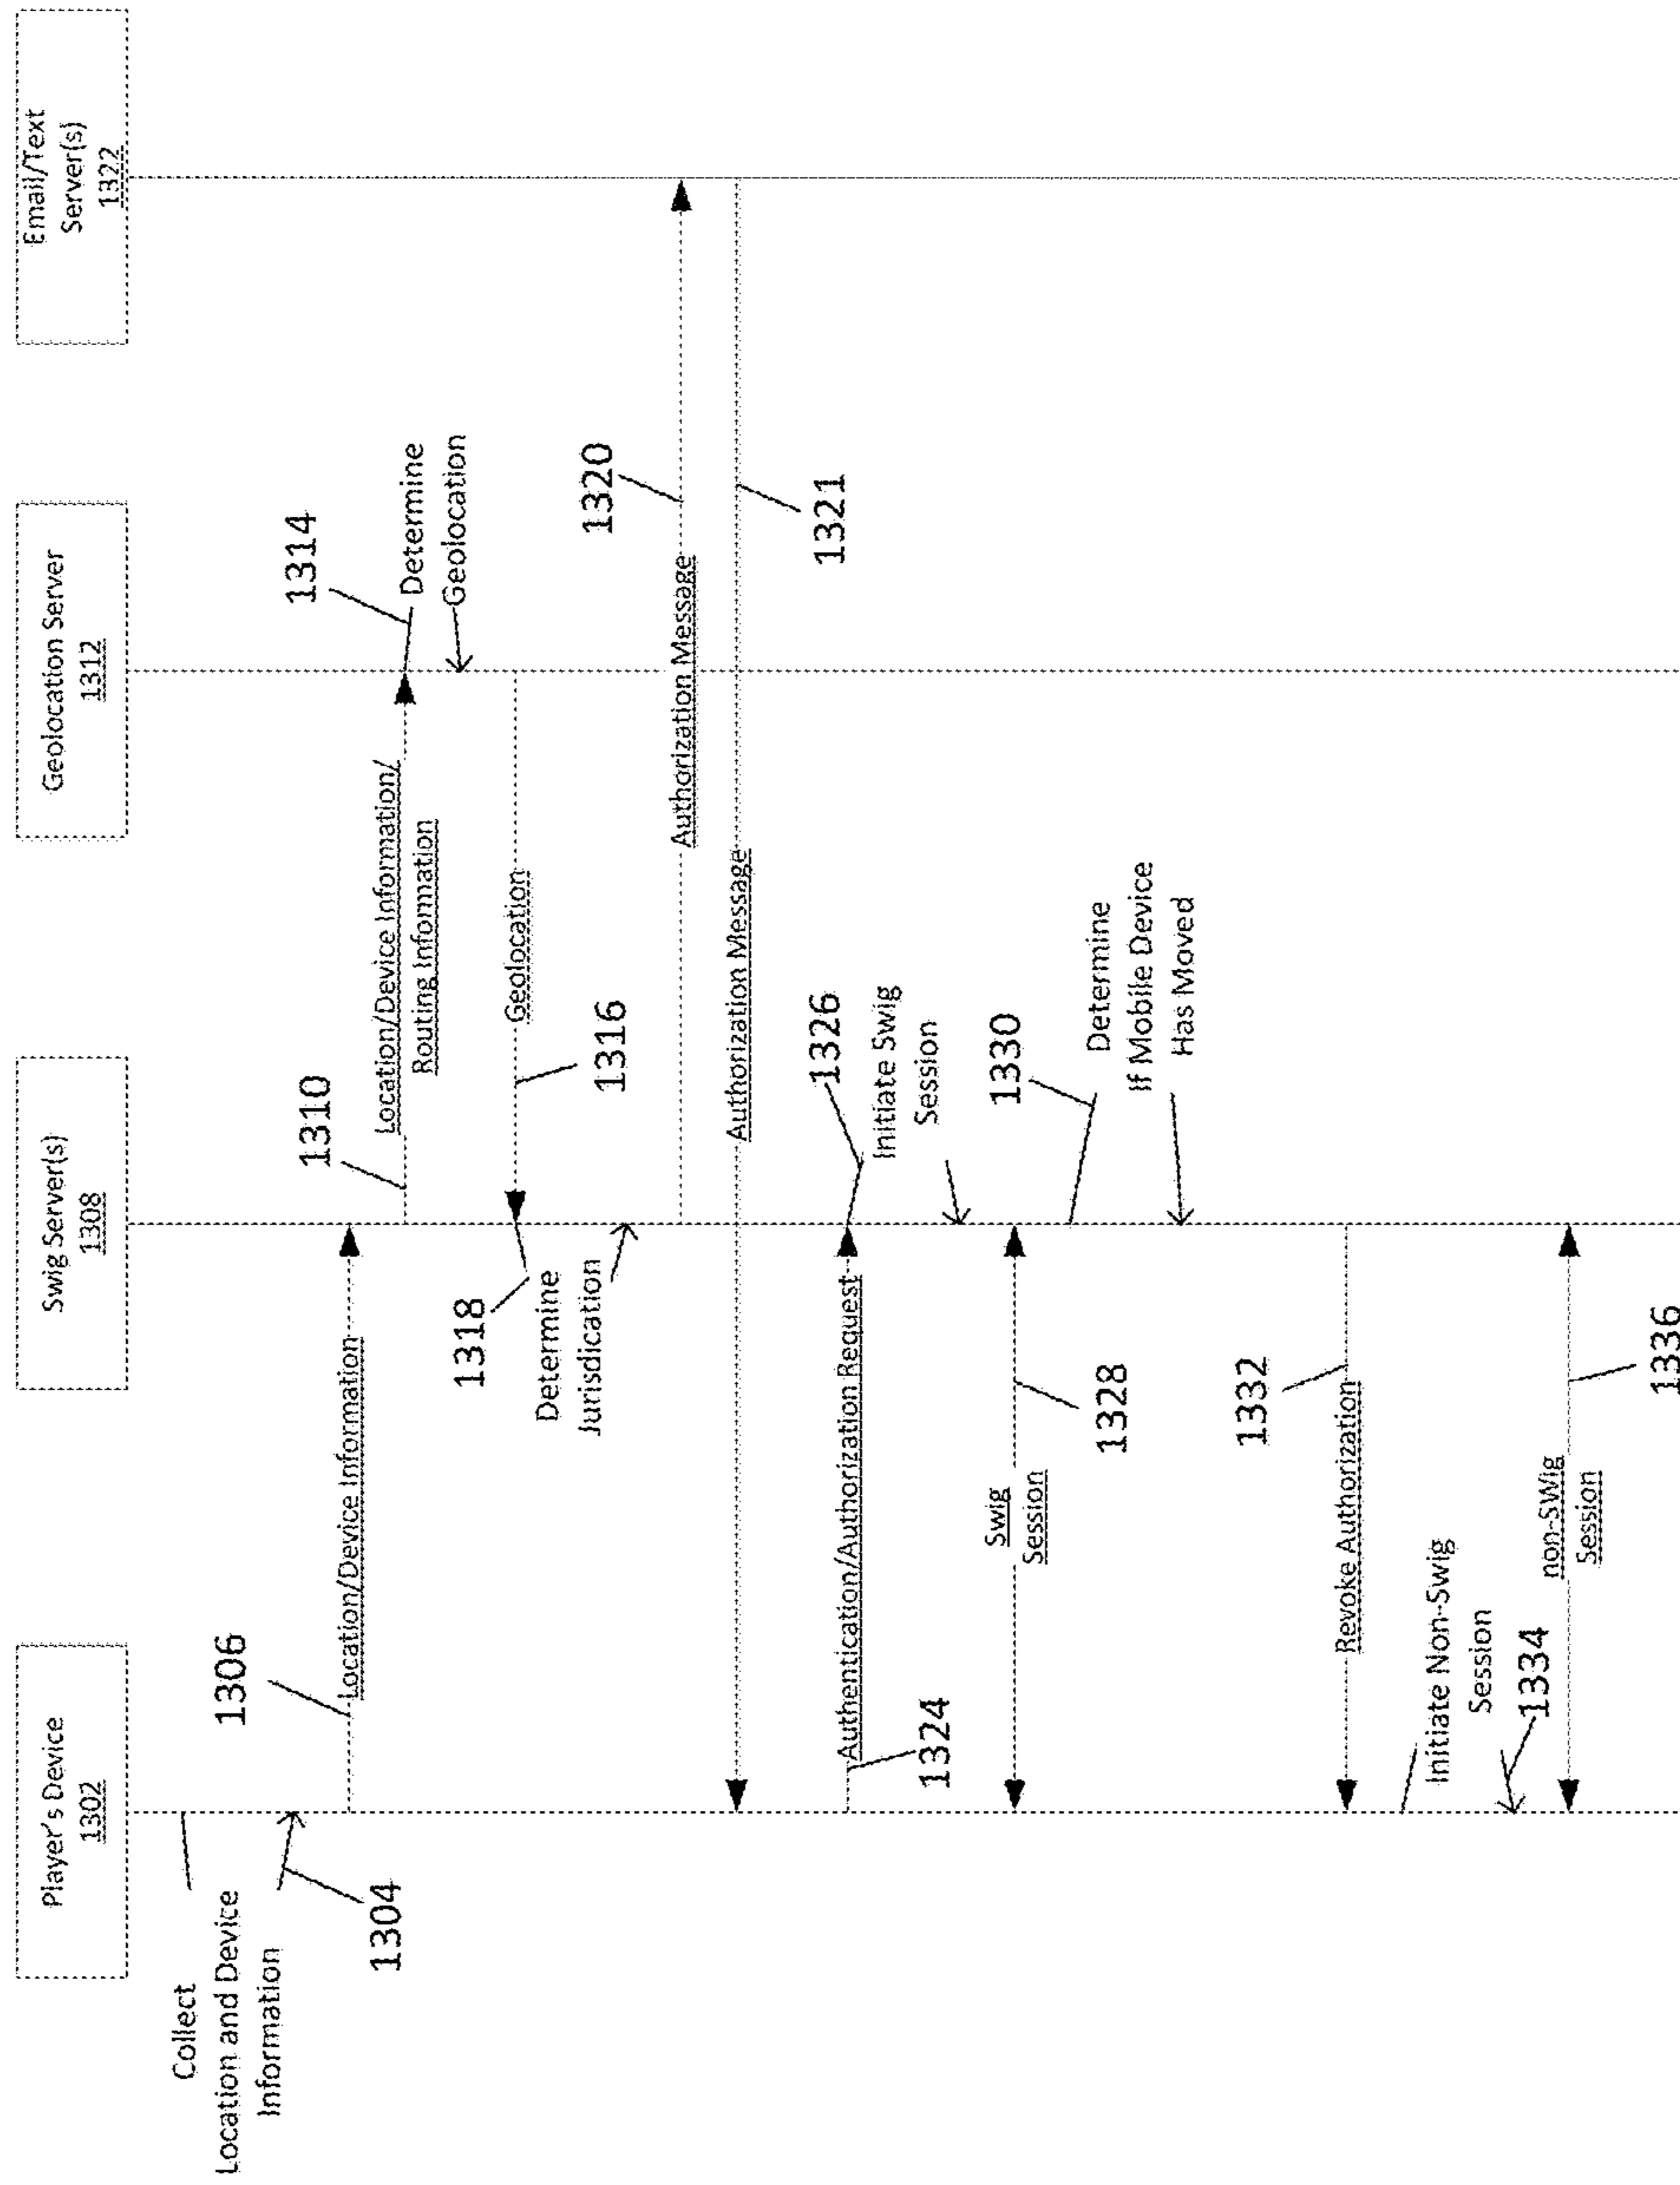 Player's Device
1302
Swig Server(s)
1308
Geolocation Server
1312
Email/Text
Server(s)
1322
Collect
Location and Device
Information
1304
1306
Location/Device Information
1310
Location/Device Information/
Routing Information
1314
Determine
Geolocation
Geolocation
1316
1318
Determine
Jurisdication
Authorization Message
1320
Authorization Message
1321
Authentication/Authorization Request
1324
1326
Initiate Swig
Session
Swig
Session
1328
1330
Determine
If Mobile Device
Has Moved
1332
Revoke Authorization
Initiate Non-Swig
Session
1334
non-SWig
Session
1336